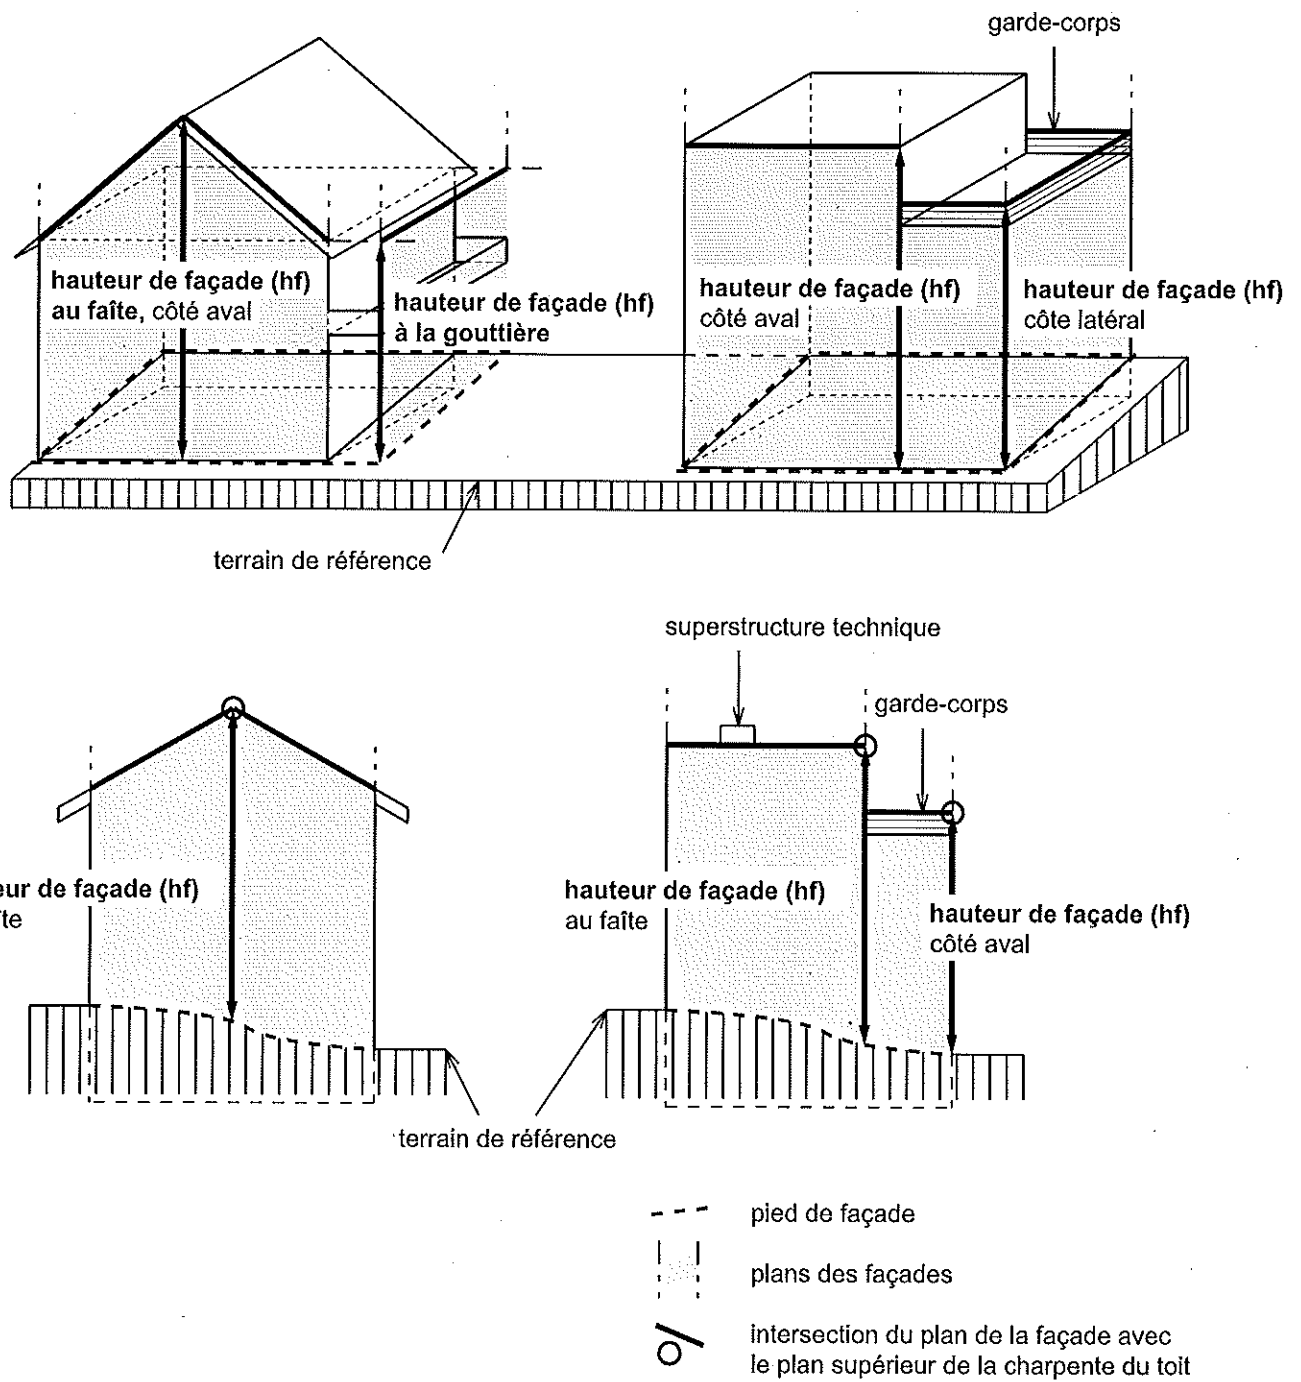 garde-corps
hauteur de façade (hf)
au faîte, côté aval
hauteur de façade (hf)
à la gouttière
hauteur de façade (hf)
côté aval
hauteur de façade (hf)
côte latéral
terrain de référence
superstructure technique
garde-corps
eur de façade (hf)
îte
hauteur de façade (hf)
au faîte
hauteur de façade (hf)
côté aval
terrain de référence
pied de façade
plans des façades
intersection du plan de la façade avec
le plan supérieur de la charpente du toit